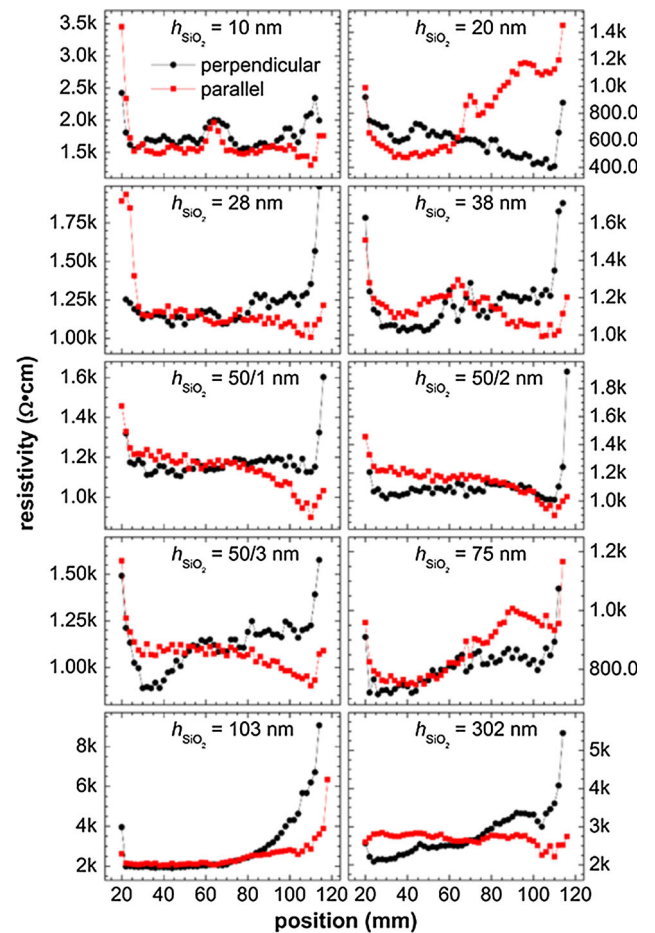 h_SiO₂ = 10 nm
perpendicular
parallel
3.5k
3.0k
2.5k
2.0k
1.5k
h_SiO₂ = 20 nm
1.4k
1.2k
1.0k
800.0
600.0
400.0
h_SiO₂ = 28 nm
1.75k
1.50k
1.25k
1.00k
h_SiO₂ = 38 nm
1.6k
1.4k
1.2k
1.0k
resistivity (Ω•cm)
h_SiO₂ = 50/1 nm
1.6k
1.4k
1.2k
1.0k
h_SiO₂ = 50/2 nm
1.8k
1.6k
1.4k
1.2k
1.0k
h_SiO₂ = 50/3 nm
1.50k
1.25k
1.00k
h_SiO₂ = 75 nm
1.2k
1.0k
800.0
h_SiO₂ = 103 nm
8k
6k
4k
2k
h_SiO₂ = 302 nm
5k
4k
3k
2k
20 40 60 80 100 120
20 40 60 80 100 120
position (mm)
position (mm)